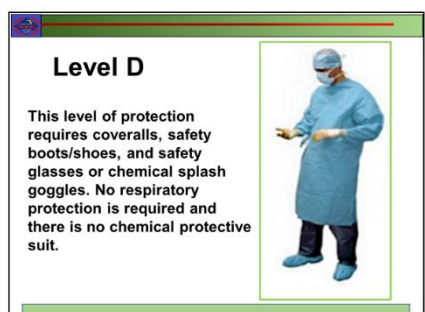 Level D
This level of protection
requires coveralls, safety
boots/shoes, and safety
glasses or chemical splash
goggles. No respiratory
protection is required and
there is no chemical protective
suit.